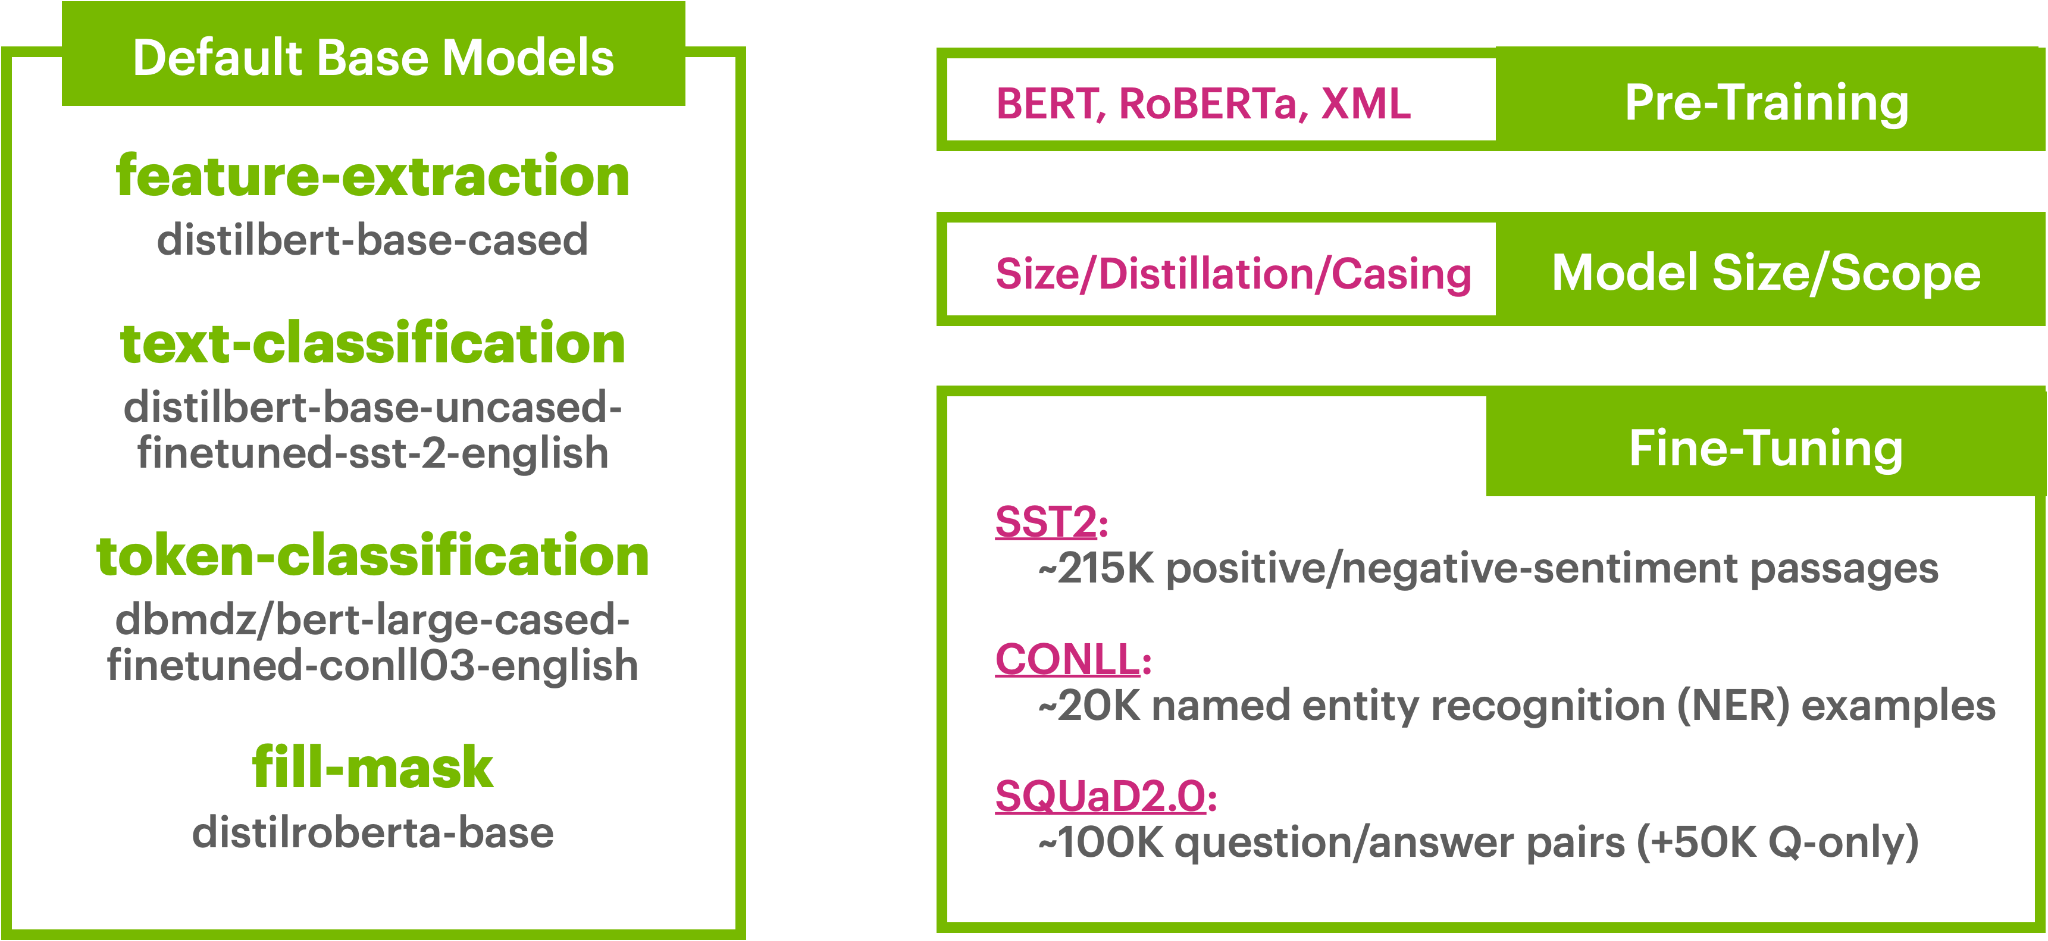 Default Base Models
feature-extraction
distilbert-base-cased
text-classification
distilbert-base-uncased-
finetuned-sst-2-english
token-classification
dbmdz/bert-large-cased-
finetuned-conll03-english
fill-mask
distilroberta-base
BERT, RoBERTa, XML
Pre-Training
Size/Distillation/Casing
Model Size/Scope
Fine-Tuning
SST2:
~215K positive/negative-sentiment passages
CONLL:
~20K named entity recognition (NER) examples
SQUaD2.0:
~100K question/answer pairs (+50K Q-only)